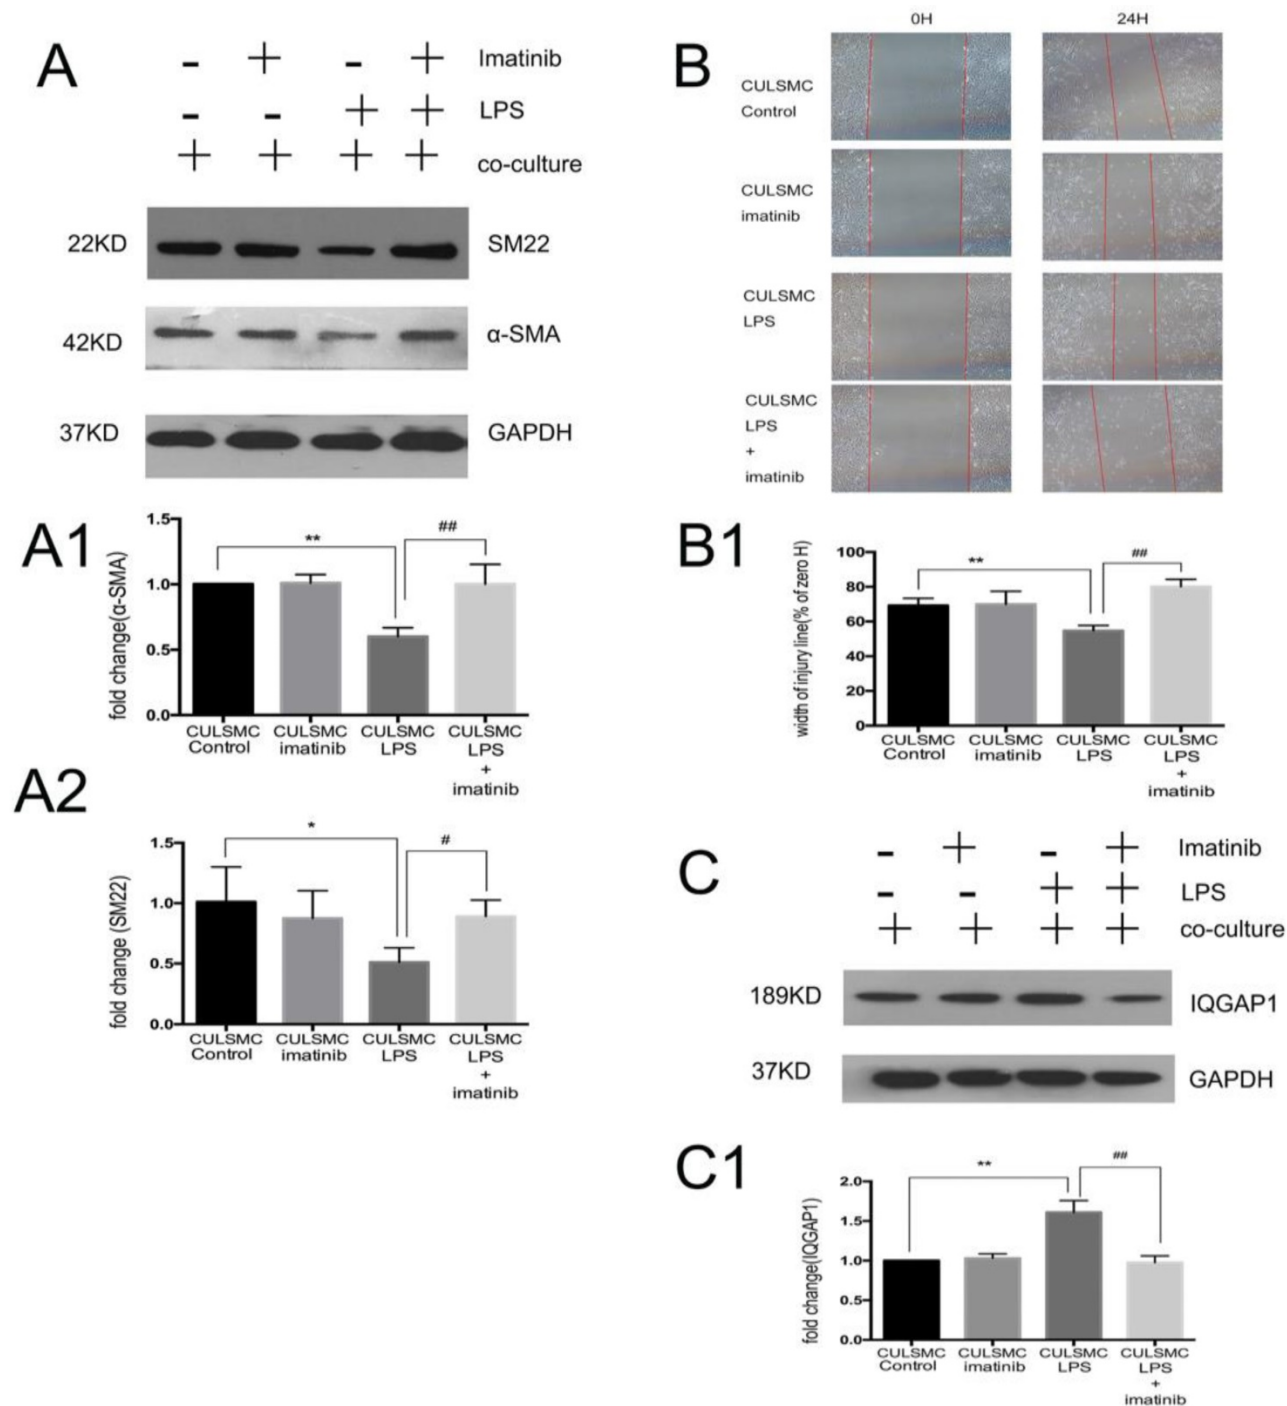 A
- + - + Imatinib
- - + + LPS
+ + + + co-culture
22KD SM22
42KD α-SMA
37KD GAPDH
B
0H 24H
CULSMC
Control
CULSMC
imatinib
CULSMC
LPS
CULSMC
LPS
+
imatinib
A1
fold change(α-SMA)
1.5
1.0
0.5
0.0
** ##
CULSMC CULSMC CULSMC CULSMC
Control imatinib LPS LPS
+
imatinib
A2
fold change (SM22)
1.5
1.0
0.5
0.0
* #
CULSMC CULSMC CULSMC CULSMC
Control imatinib LPS LPS
+
imatinib
B1
width of injury line(% of zero H)
100
80
60
40
20
0
** ##
CULSMC CULSMC CULSMC CULSMC
Control imatinib LPS LPS
+
imatinib
C
- + - + Imatinib
- - + + LPS
+ + + + co-culture
189KD IQGAP1
37KD GAPDH
C1
fold change(IQGAP1)
2.0
1.5
1.0
0.5
0.0
** ##
CULSMC CULSMC CULSMC CULSMC
Control imatinib LPS LPS
+
imatinib